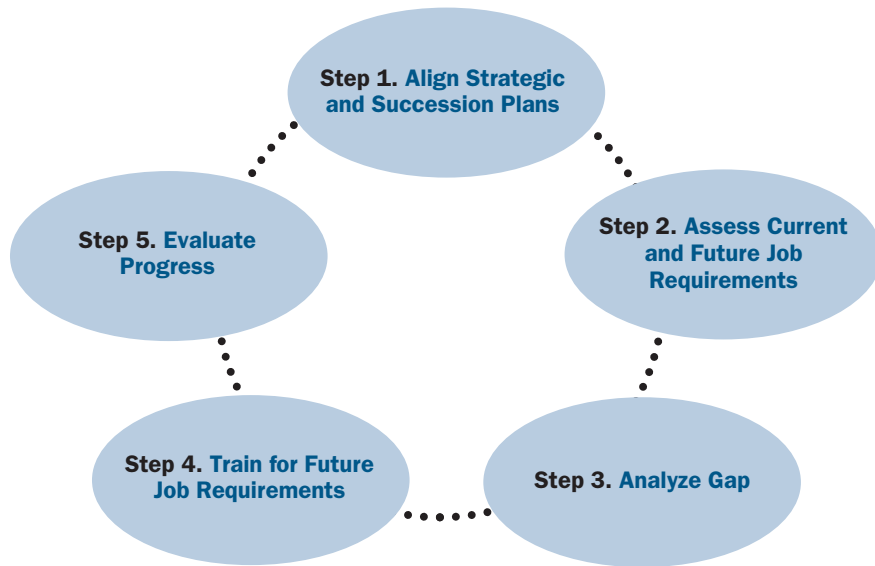 Step 1. Align Strategic
and Succession Plans
Step 2. Assess Current
and Future Job
Requirements
Step 3. Analyze Gap
Step 4. Train for Future
Job Requirements
Step 5. Evaluate
Progress